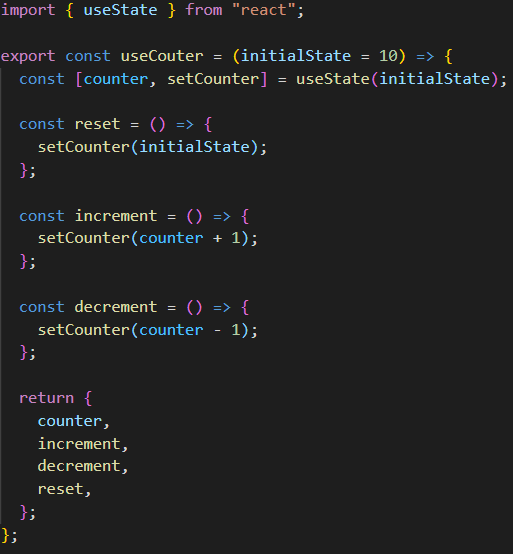 import { useState } from "react";

export const useCouter = (initialState = 10) => {
  const [counter, setCounter] = useState(initialState);

  const reset = () => {
    setCounter(initialState);
  };

  const increment = () => {
    setCounter(counter + 1);
  };

  const decrement = () => {
    setCounter(counter - 1);
  };

  return {
    counter,
    increment,
    decrement,
    reset,
  };
};